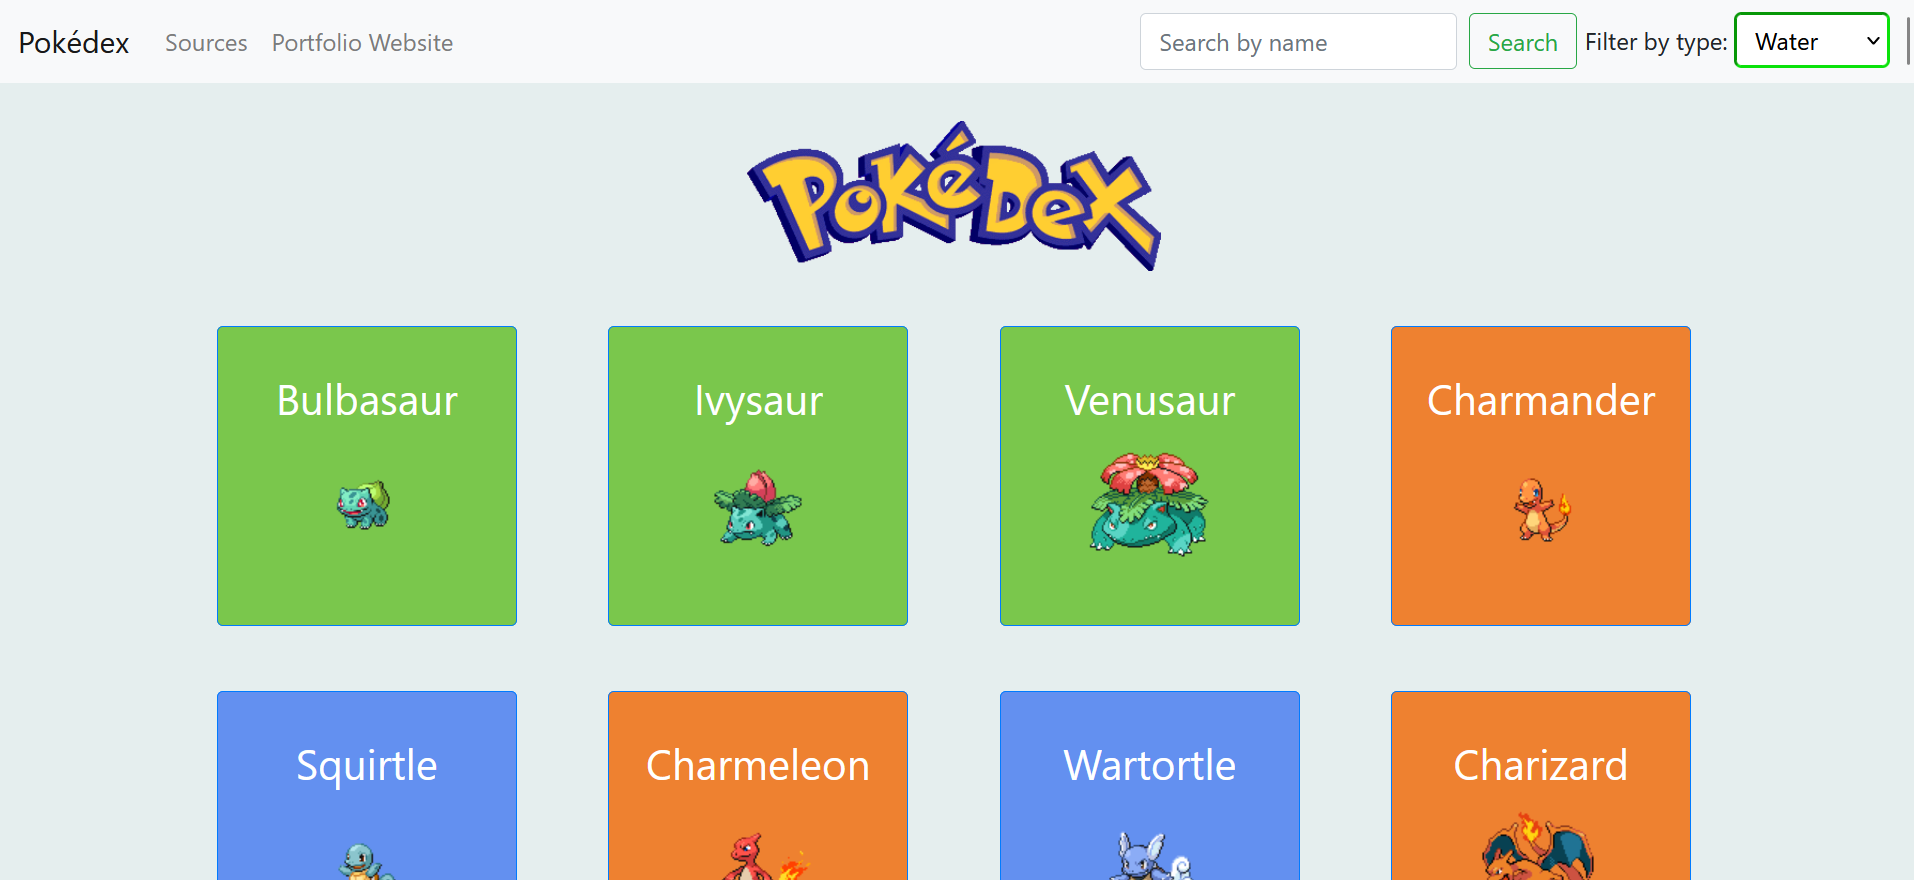 Pokédex Sources Portfolio Website Search by name Search Filter by type: Water
PokéDex
Bulbasaur Ivysaur Venusaur Charmander
Squirtle Charmeleon Wartortle Charizard